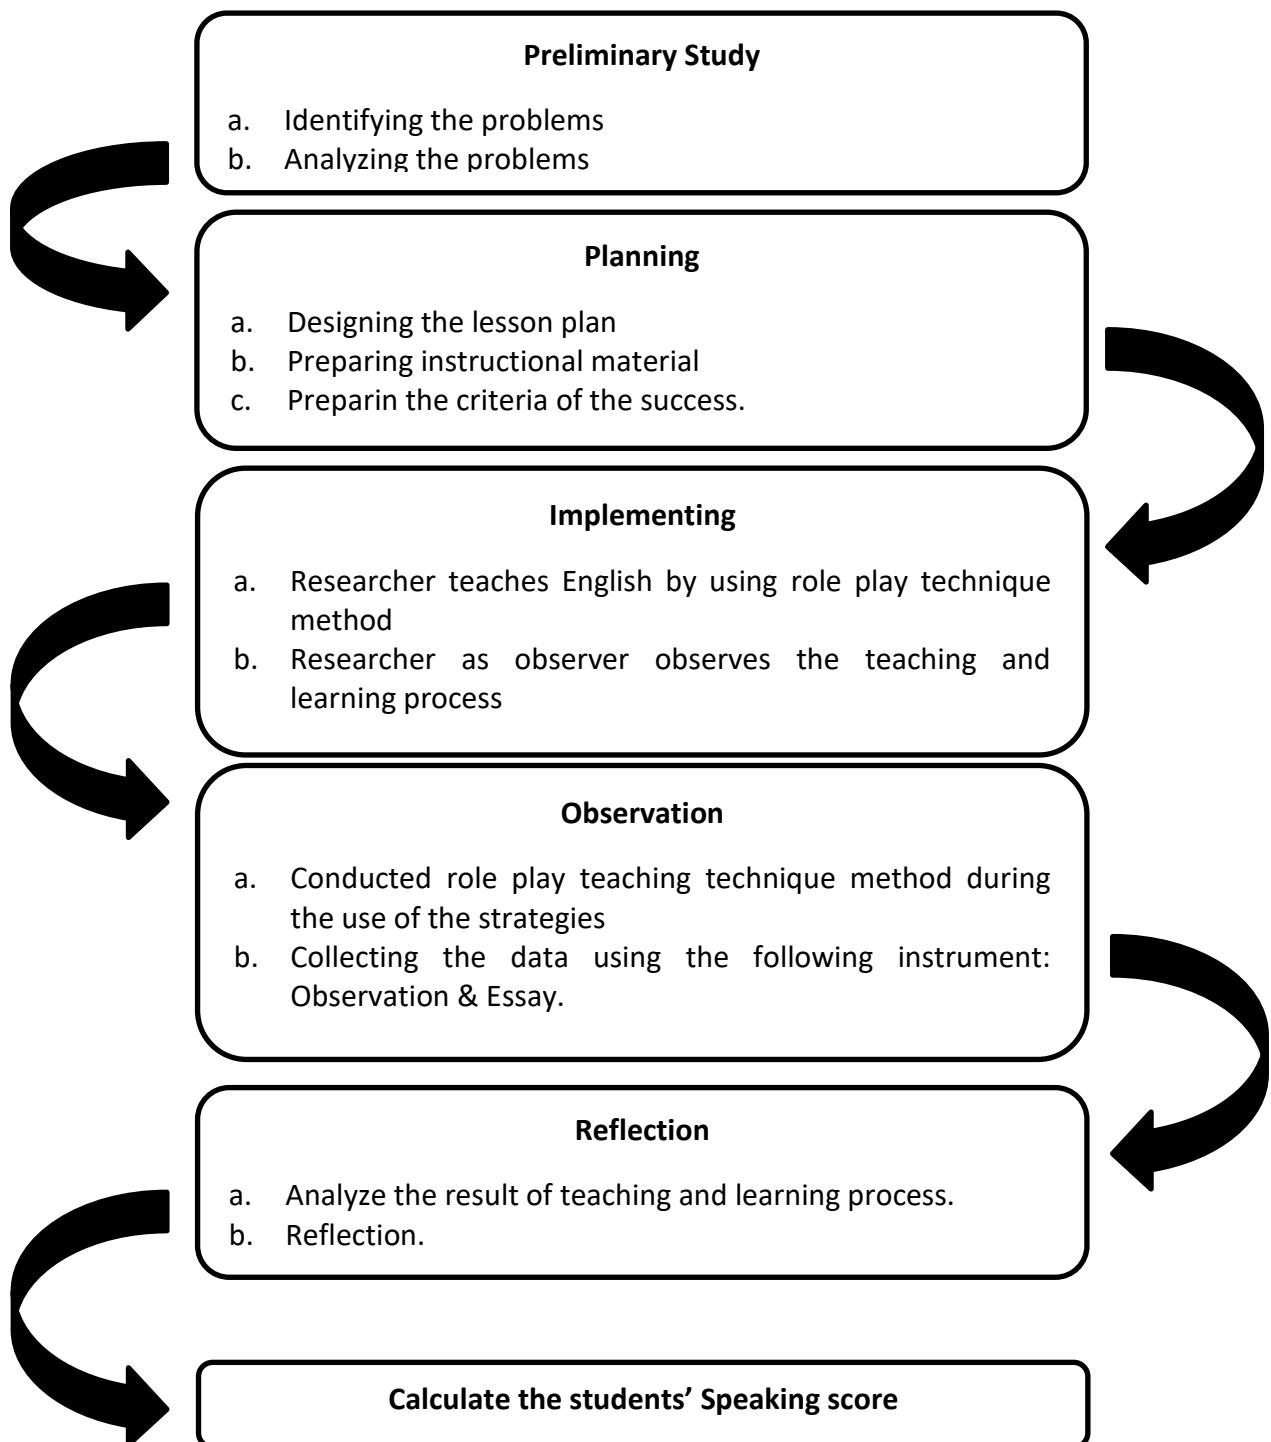 Preliminary Study
a. Identifying the problems
b. Analyzing the problems
Planning
a. Designing the lesson plan
b. Preparing instructional material
c. Preparin the criteria of the success.
Implementing
a. Researcher teaches English by using role play technique
method
b. Researcher as observer observes the teaching and
learning process
Observation
a. Conducted role play teaching technique method during
the use of the strategies
b. Collecting the data using the following instrument:
Observation & Essay.
Reflection
a. Analyze the result of teaching and learning process.
b. Reflection.
Calculate the students’ Speaking score